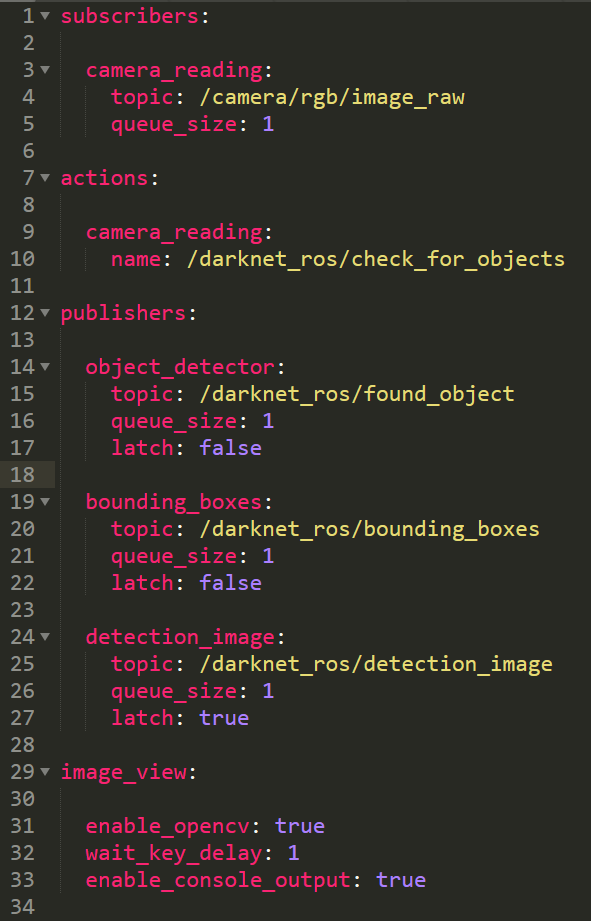 1 subscribers:
2
3 camera_reading:
4 topic: /camera/rgb/image_raw
5 queue_size: 1
6
7 actions:
8
9 camera_reading:
10 name: /darknet_ros/check_for_objects
11
12 publishers:
13
14 object_detector:
15 topic: /darknet_ros/found_object
16 queue_size: 1
17 latch: false
18
19 bounding_boxes:
20 topic: /darknet_ros/bounding_boxes
21 queue_size: 1
22 latch: false
23
24 detection_image:
25 topic: /darknet_ros/detection_image
26 queue_size: 1
27 latch: true
28
29 image_view:
30
31 enable_opencv: true
32 wait_key_delay: 1
33 enable_console_output: true
34